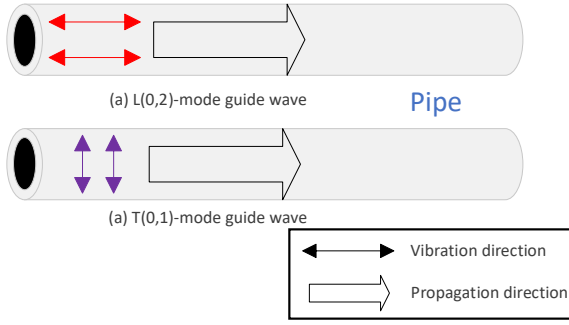 (a) L(0,2)-mode guide wave
Pipe
(a) T(0,1)-mode guide wave
Vibration direction
Propagation direction